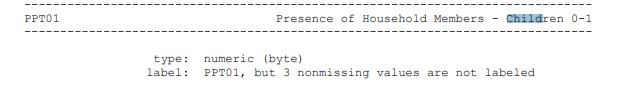 --------------------------------------------------------------------------------
PPT01 Presence of Household Members - Children 0-1
--------------------------------------------------------------------------------
type: numeric (byte)
label: PPT01, but 3 nonmissing values are not labeled